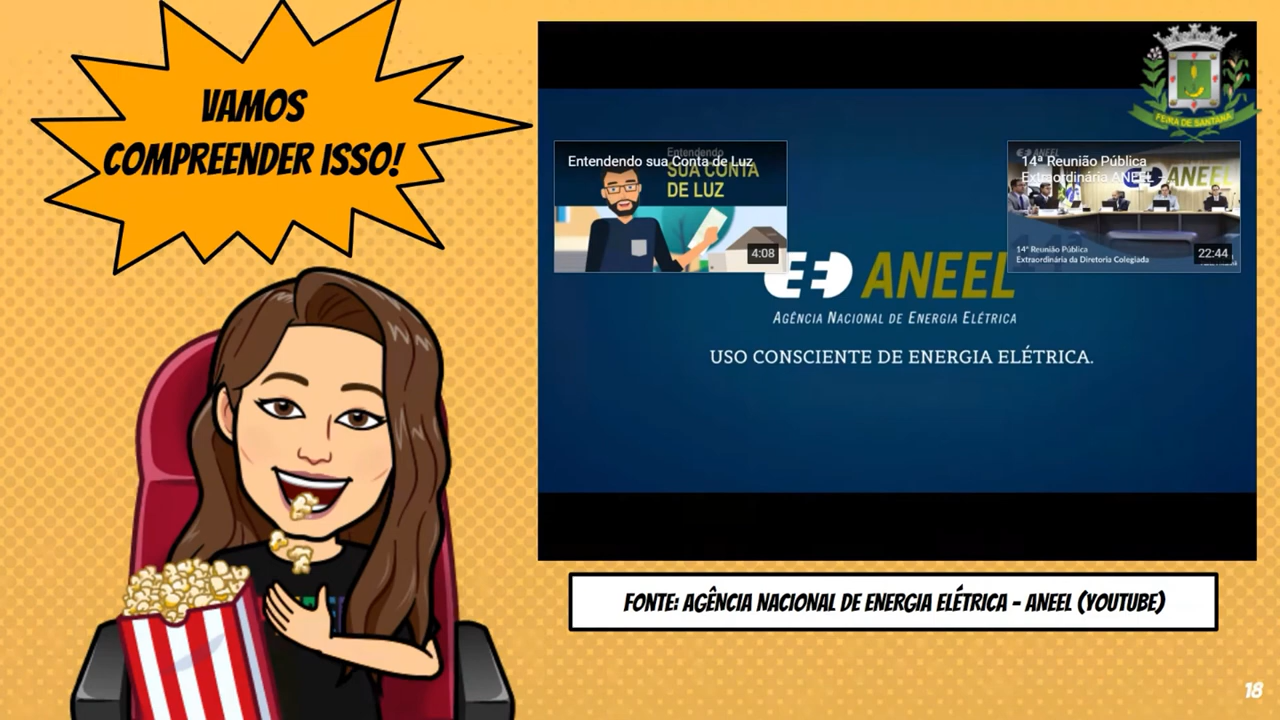 VAMOS
COMPREENDER ISSO!
FEIRA DE SANTANA
Entendendo sua Conta de Luz
Entendendo
SUA CONTA
DE LUZ
4:08
14ª Reunião Pública
Extraordinária ANEEL -...
ANEEL
14ª Reunião Pública
Extraordinária da Diretoria Colegiada
22:44
ANEEL
AGÊNCIA NACIONAL DE ENERGIA ELÉTRICA
USO CONSCIENTE DE ENERGIA ELÉTRICA.
FONTE: AGÊNCIA NACIONAL DE ENERGIA ELÉTRICA - ANEEL (YOUTUBE)
18